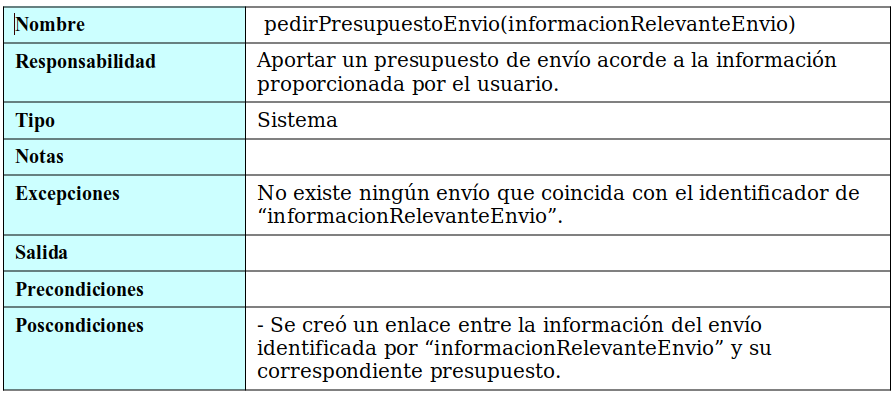 Nombre pedirPresupuestoEnvio(informacionRelevanteEnvio)
Responsabilidad Aportar un presupuesto de envío acorde a la información
proporcionada por el usuario.
Tipo Sistema
Notas
Excepciones No existe ningún envío que coincida con el identificador de
“informacionRelevanteEnvio”.
Salida
Precondiciones
Poscondiciones - Se creó un enlace entre la información del envío
identificada por “informacionRelevanteEnvio” y su
correspondiente presupuesto.